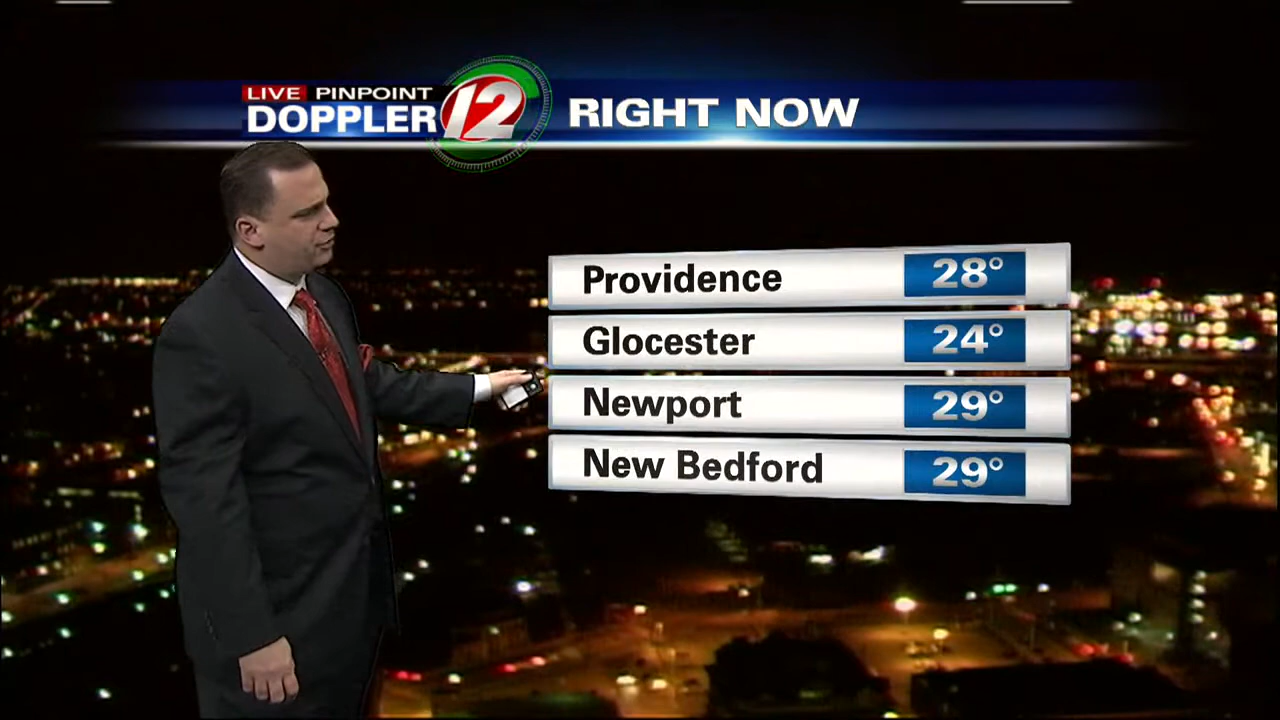 LIVE PINPOINT
DOPPLER 12
RIGHT NOW
Providence 28°
Glocester 24°
Newport 29°
New Bedford 29°